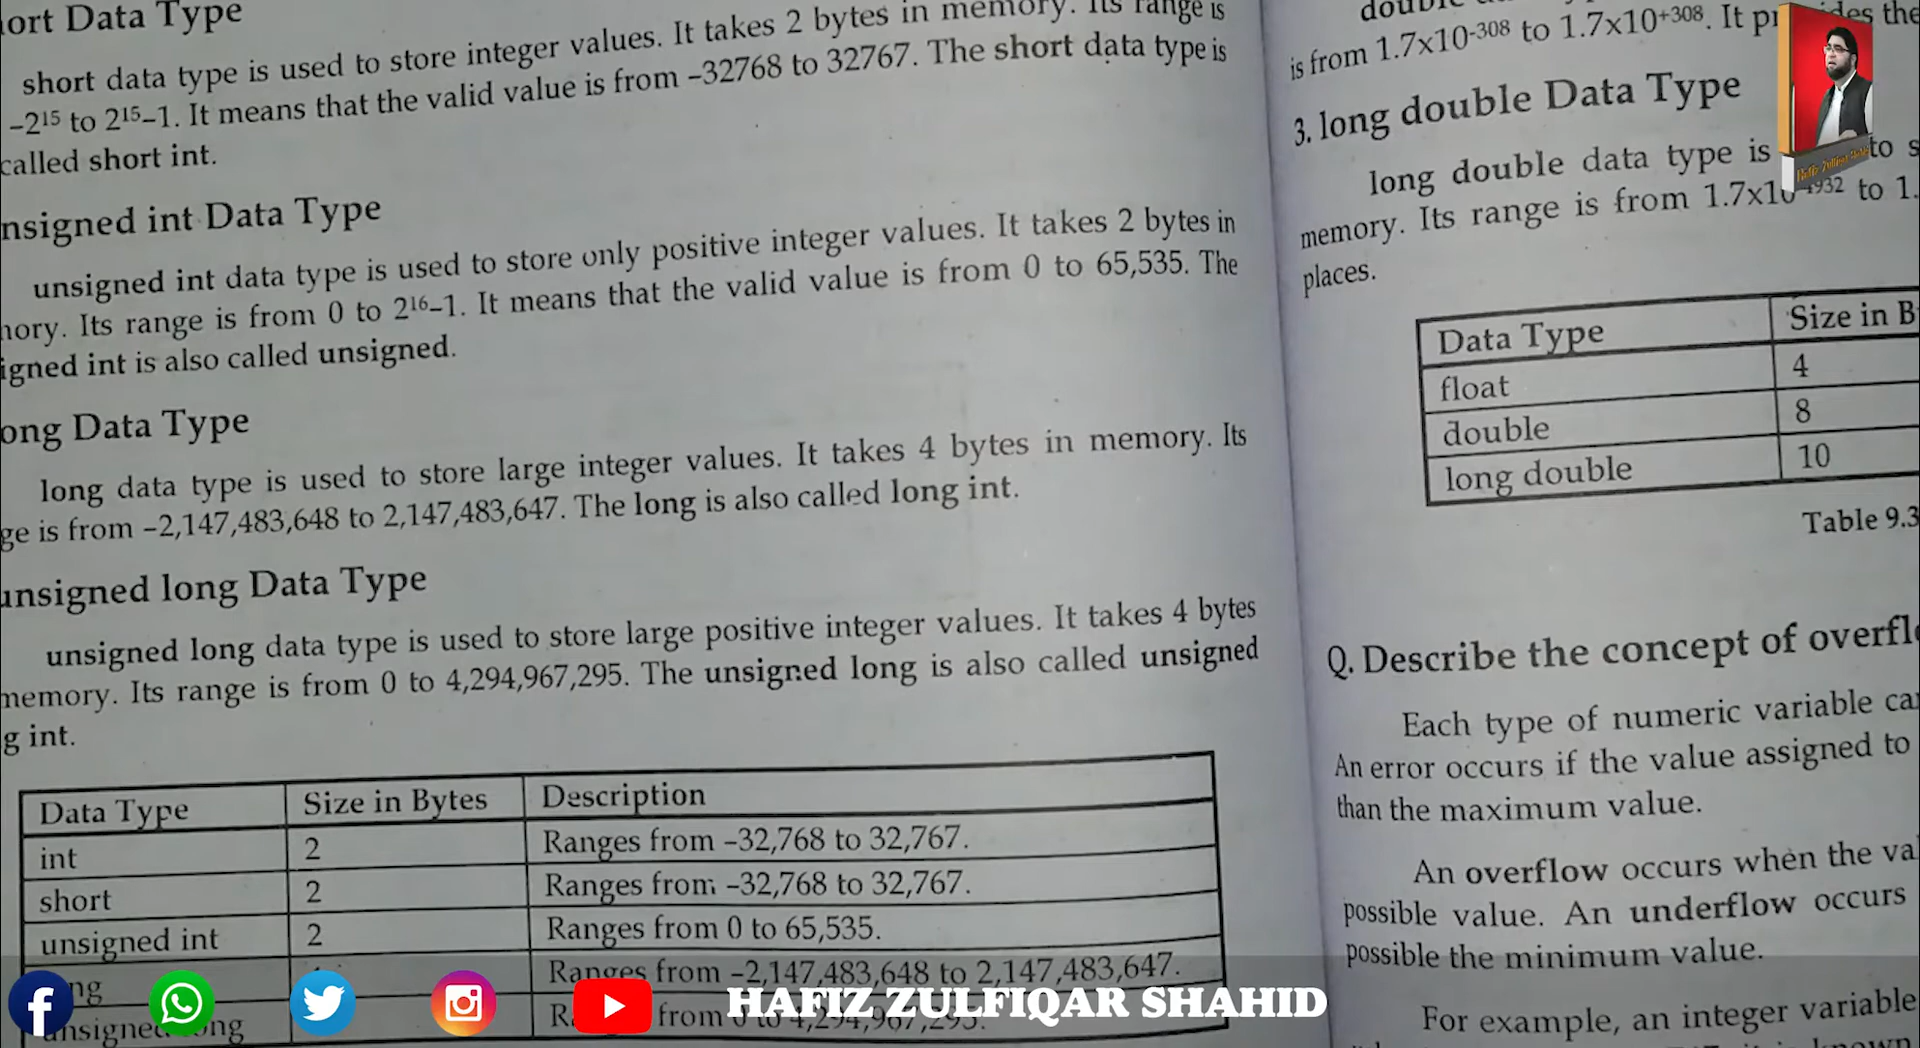 ort Data Type
short data type is used to store integer values. It takes 2 bytes in memory. Its range is
-2¹⁵ to 2¹⁵-1. It means that the valid value is from -32768 to 32767. The short data type is
called short int.
nsigned int Data Type
unsigned int data type is used to store only positive integer values. It takes 2 bytes in
nory. Its range is from 0 to 2¹⁶-1. It means that the valid value is from 0 to 65,535. The
igned int is also called unsigned.
ong Data Type
long data type is used to store large integer values. It takes 4 bytes in memory. Its
ge is from -2,147,483,648 to 2,147,483,647. The long is also called long int.
unsigned long Data Type
unsigned long data type is used to store large positive integer values. It takes 4 bytes
memory. Its range is from 0 to 4,294,967,295. The unsigned long is also called unsigned
g int.
Data Type Size in Bytes Description
int 2 Ranges from -32,768 to 32,767.
short 2 Ranges from -32,768 to 32,767.
unsigned int 2 Ranges from 0 to 65,535.
ng Ranges from -2,147,483,648 to 2,147,483,647.
from 0 to 4,294,967,295.
is from 1.7x10⁻³⁰⁸ to 1.7x10⁺³⁰⁸. It the
3. long double Data Type
long double data type is to s
memory. Its range is from 1.7x10⁻⁴⁹³² to 1.
places.
Data Type Size in B
float 4
double 8
long double 10
Table 9.3
Q. Describe the concept of overfl
Each type of numeric variable ca
An error occurs if the value assigned to
than the maximum value.
An overflow occurs when the va
possible value. An underflow occurs
possible the minimum value.
For example, an integer variable
HAFIZ ZULFIQAR SHAHID